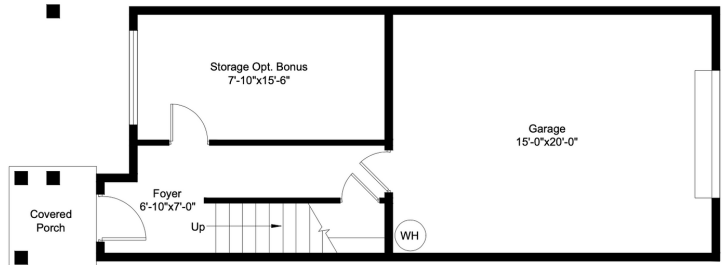 Storage Opt. Bonus
7'-10"x15'-6"
Garage
15'-0"x20'-0"
Foyer
6'-10"x7'-0"
Covered
Porch
Up
WH